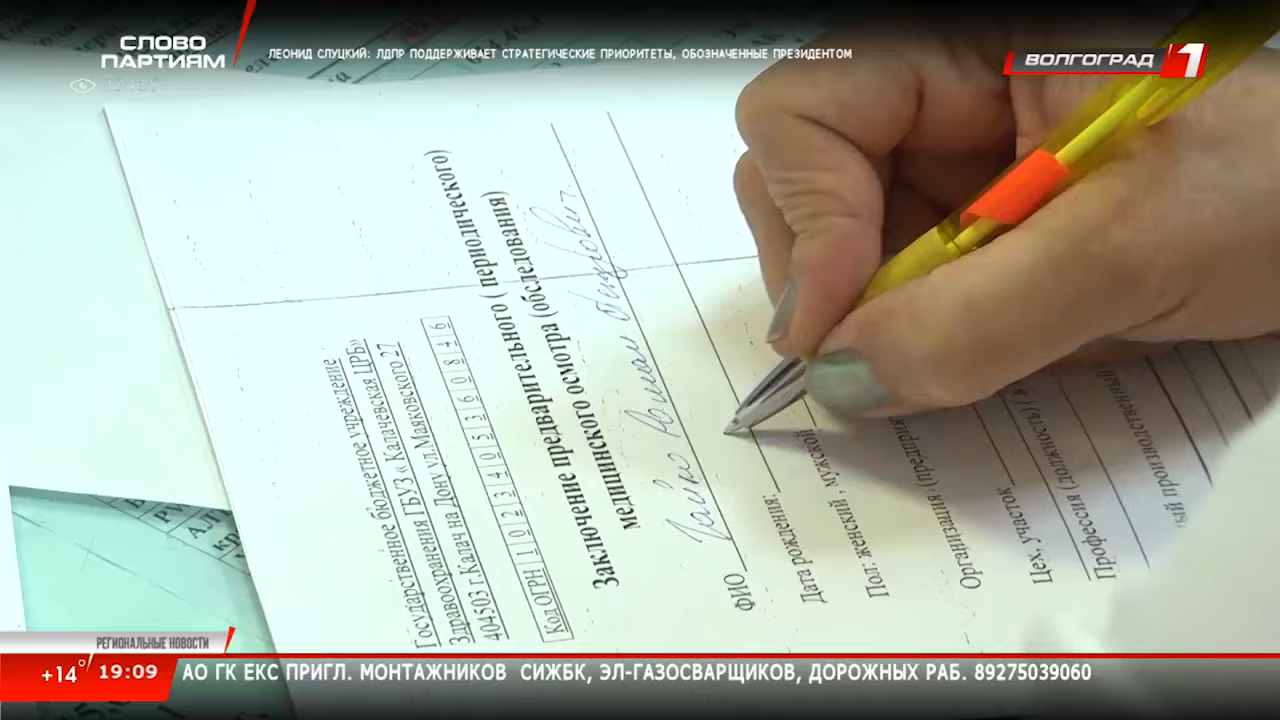 СЛОВО
ПАРТИЯМ
ЛЕОНИД СЛУЦКИЙ: ЛДПР ПОДДЕРЖИВАЕТ СТРАТЕГИЧЕСКИЕ ПРИОРИТЕТЫ, ОБОЗНАЧЕННЫЕ ПРЕЗИДЕНТОМ
ВОЛГОГРАД 1
Государственное бюджетное учреждение
Здравоохранения ГБУЗ « Калачевская ЦРБ»
404503 г.Калач на Дону,ул.Маяковского 27
Код ОГРН 1 0 2 3 4 0 5 3 6 0 8 4 6
Заключение предварительного ( периодического)
медицинского осмотра (обследования)
ФИО
Дата рождения:
Пол: женский , мужской
Организация (предприя
Цех, участок
Профессия (должность) ( в
ый производственный
РЕГИОНАЛЬНЫЕ НОВОСТИ
+14° 19:09
АО ГК ЕКС ПРИГЛ. МОНТАЖНИКОВ СИЖБК, ЭЛ-ГАЗОСВАРЩИКОВ, ДОРОЖНЫХ РАБ. 89275039060